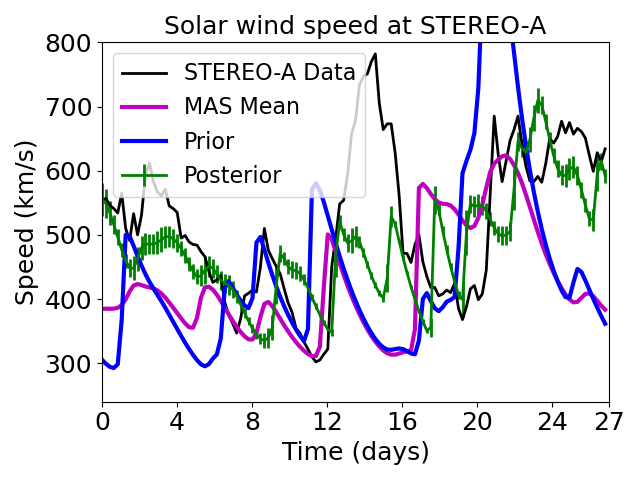 Solar wind speed at STEREO-A
800
700
600
500
400
300
Speed (km/s)
STEREO-A Data
MAS Mean
Prior
Posterior
0 4 8 12 16 20 24 27
Time (days)